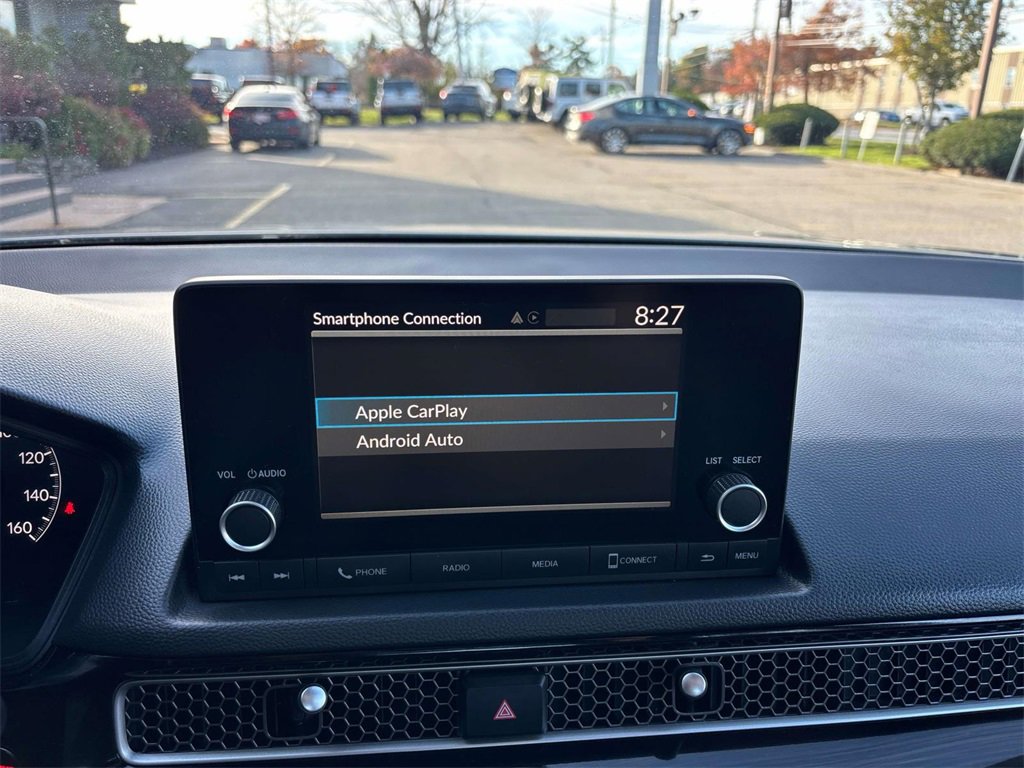 Smartphone Connection 8:27
Apple CarPlay
Android Auto
VOL AUDIO
LIST SELECT
PHONE RADIO MEDIA CONNECT MENU
120
140
160